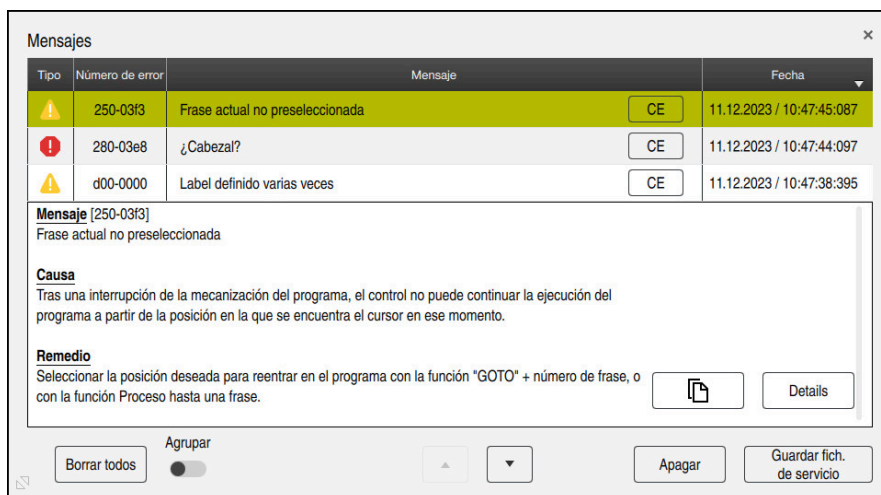 Mensajes
Tipo Número de error Mensaje Fecha
250-03f3 Frase actual no preseleccionada CE 11.12.2023 / 10:47:45:087
280-03e8 ¿Cabezal? CE 11.12.2023 / 10:47:44:097
d00-0000 Label definido varias veces CE 11.12.2023 / 10:47:38:395
Mensaje [250-03f3]
Frase actual no preseleccionada
Causa
Tras una interrupción de la mecanización del programa, el control no puede continuar la ejecución del
programa a partir de la posición en la que se encuentra el cursor en ese momento.
Remedio
Seleccionar la posición deseada para reentrar en el programa con la función "GOTO" + número de frase, o
con la función Proceso hasta una frase.
Details
Borrar todos
Agrupar
Apagar
Guardar fich.
de servicio